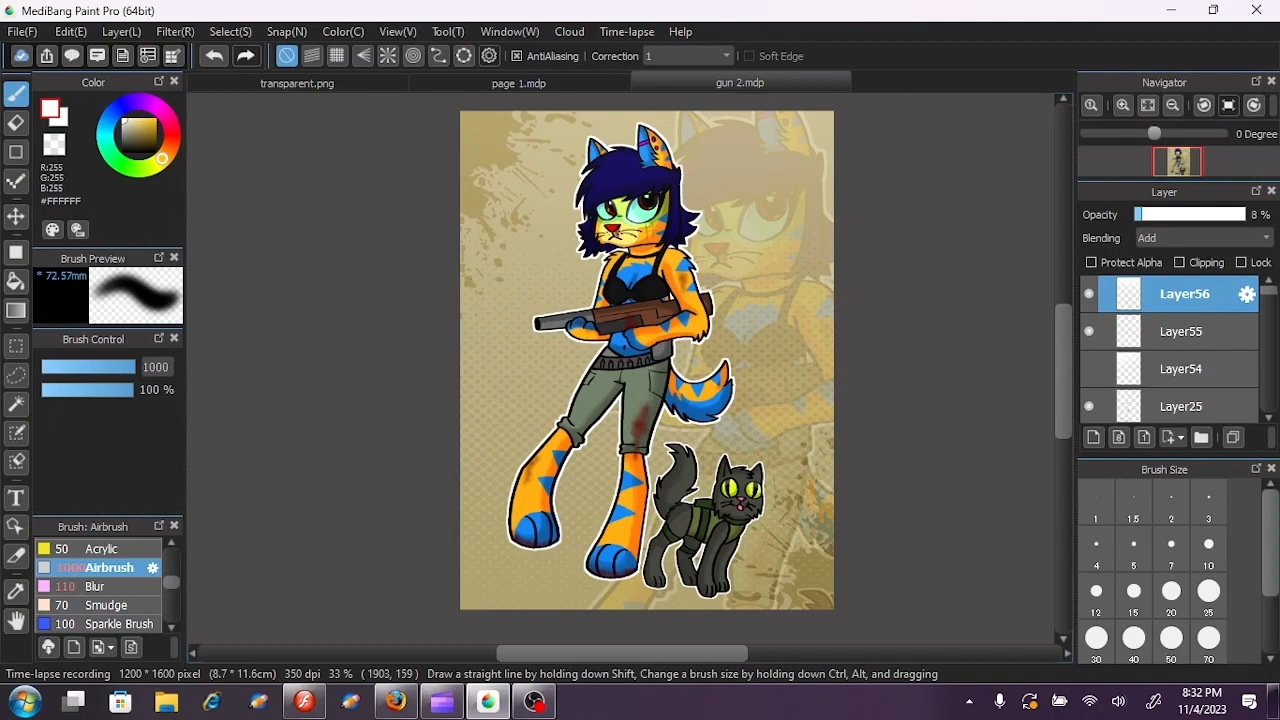 MediBang Paint Pro (64bit)
File(F) Edit(E) Layer(L) Filter(R) Select(S) Snap(N) Color(C) View(V) Tool(T) Window(W) Cloud Time-lapse Help
AntiAliasing Correction 1 Soft Edge
Color
transparent.png page 1.mdp gun 2.mdp
Navigator
0 Degree
R:255
G:255
B:255
#FFFFFF
Layer
Opacity 8 %
Blending Add
Protect Alpha Clipping Lock
Brush Preview
* 72.57mm
Layer56
Layer55
Layer54
Layer25
Brush Control
1000
100 %
Brush Size
1 1.5 2 3
4 5 7 10
12 15 20 25
30 40 50 70
Brush: Airbrush
50 Acrylic
1000 Airbrush
110 Blur
70 Smudge
100 Sparkle Brush
Time-lapse recording 1200 * 1600 pixel (8.7 * 11.6cm) 350 dpi 33 % ( 1903, 159 ) Draw a straight line by holding down Shift, Change a brush size by holding down Ctrl, Alt, and dragging
8:32 PM
11/4/2023